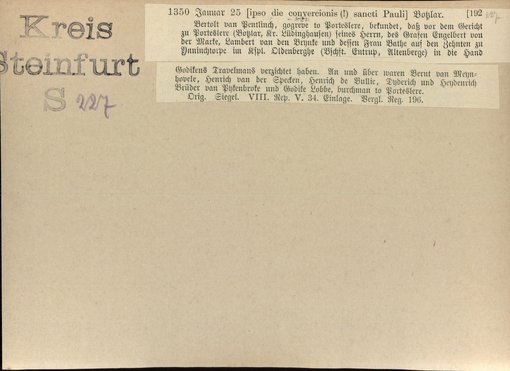 Kreis
Steinfurt
S 227
1350 Januar 25 [ipso die convercionis (!) sancti Pauli] Botzlar. [192
227
Bertolt van Pentlinch, gogreve to Porteslere, bekundet, daß vor dem Gericht
zu Porteslere (Botzlar, Kr. Lüdinghausen) seines Herrn, des Grafen Engelbert von
der Marke, Lambert van den Brynke und dessen Frau Bathe auf den Zehnten zu
Ynninchtorpe im Kspl. Oldenberghe (Bschft. Entrup, Altenberge) in die Hand
Godikens Travelmans verzichtet haben. An und über waren Bernt van Meyn-
hovele, Henrich van der Specken, Henrich de Bullic, Dyderich und Heydenrich
Brüder van Pykenbroke und Godike Lobbe, burchman to Porteslere.
Orig. Siegel. VIII. Rep. V. 34. Einlage. Vergl. Reg. 196.